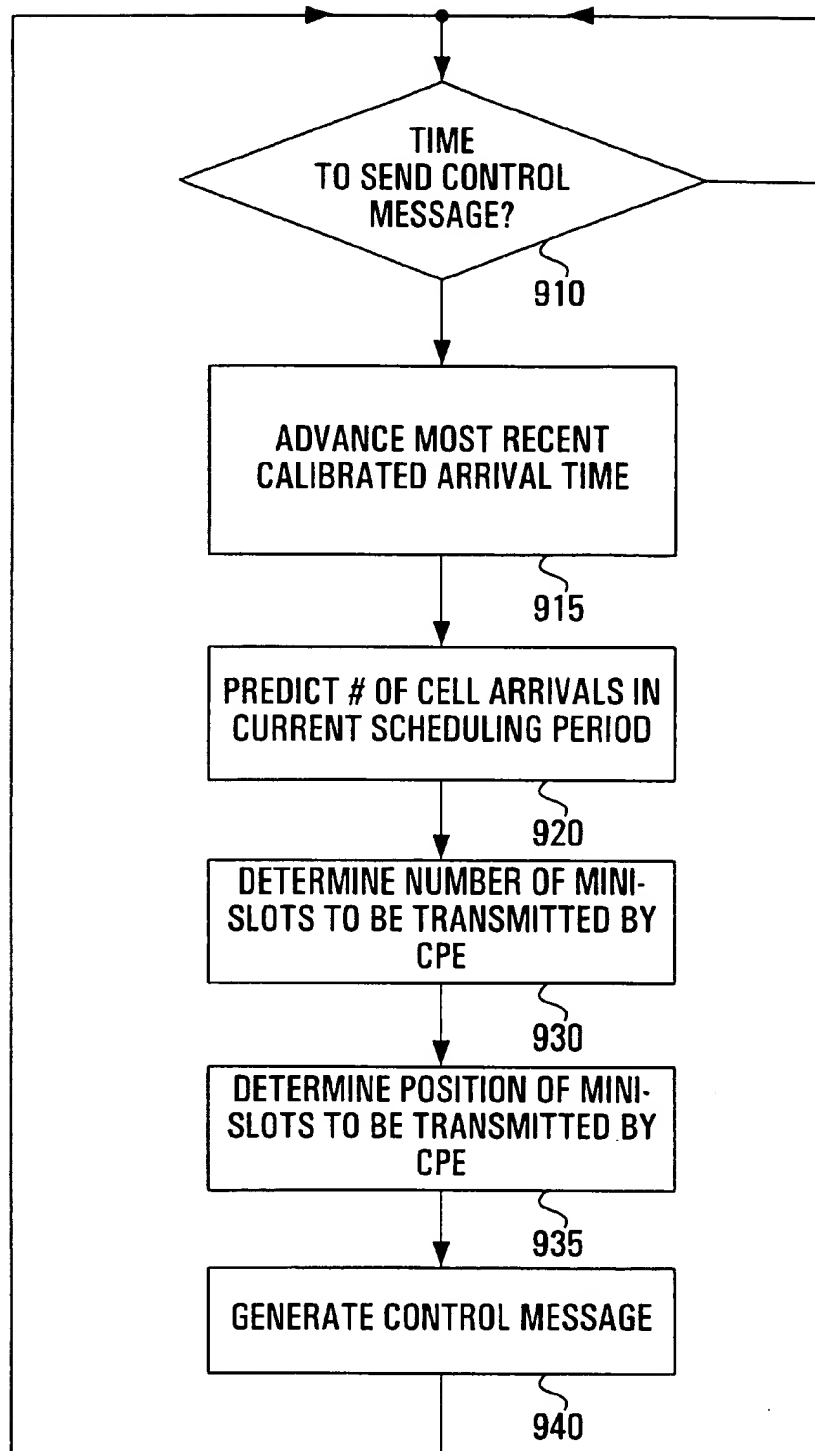 TIME
TO SEND CONTROL
MESSAGE?
910
ADVANCE MOST RECENT
CALIBRATED ARRIVAL TIME
915
PREDICT # OF CELL ARRIVALS IN
CURRENT SCHEDULING PERIOD
920
DETERMINE NUMBER OF MINI-
SLOTS TO BE TRANSMITTED BY
CPE
930
DETERMINE POSITION OF MINI-
SLOTS TO BE TRANSMITTED BY
CPE
935
GENERATE CONTROL MESSAGE
940